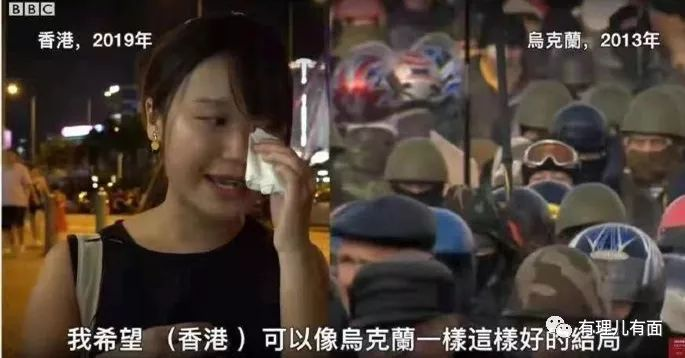 BBC
香港，2019年
烏克蘭，2013年
我希望 （香港 ）可以像烏克蘭一樣這樣好的結局
有理儿有面